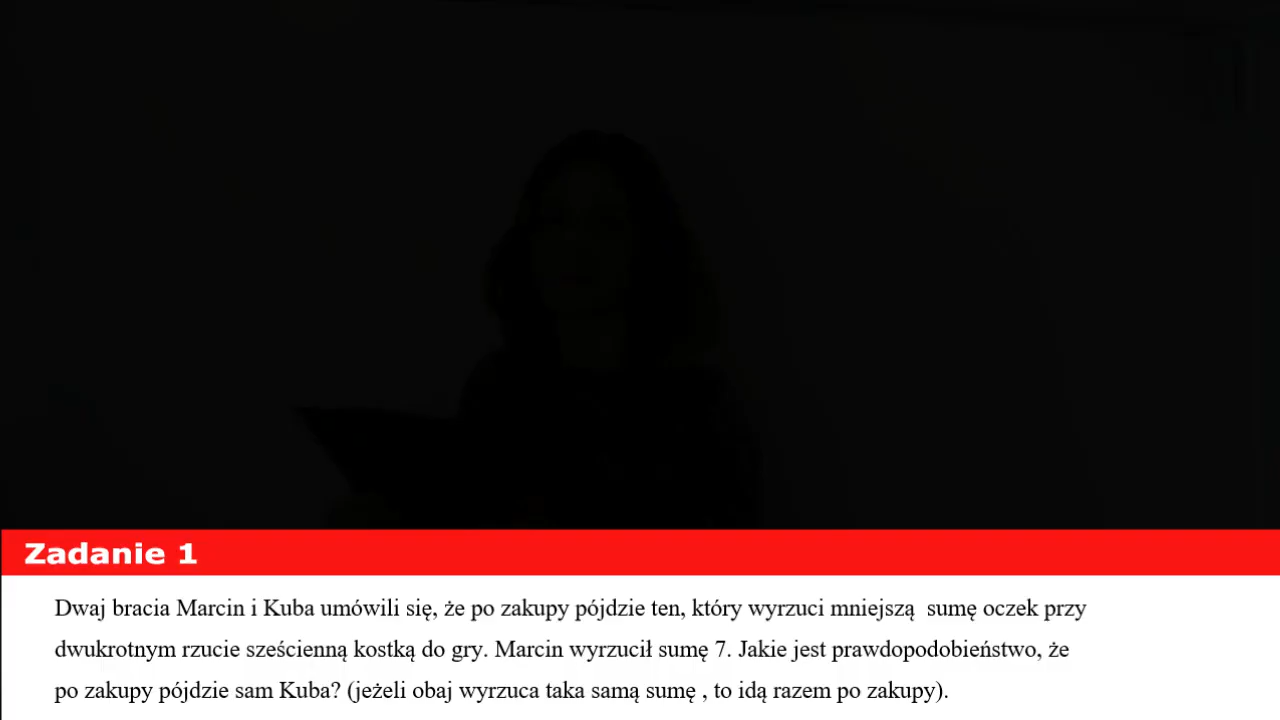 Zadanie 1
Dwaj bracia Marcin i Kuba umówili się, że po zakupy pójdzie ten, który wyrzuci mniejszą  sumę oczek przy
dwukrotnym rzucie sześcienną kostką do gry. Marcin wyrzucił sumę 7. Jakie jest prawdopodobieństwo, że
po zakupy pójdzie sam Kuba? (jeżeli obaj wyrzuca taka samą sumę , to idą razem po zakupy).